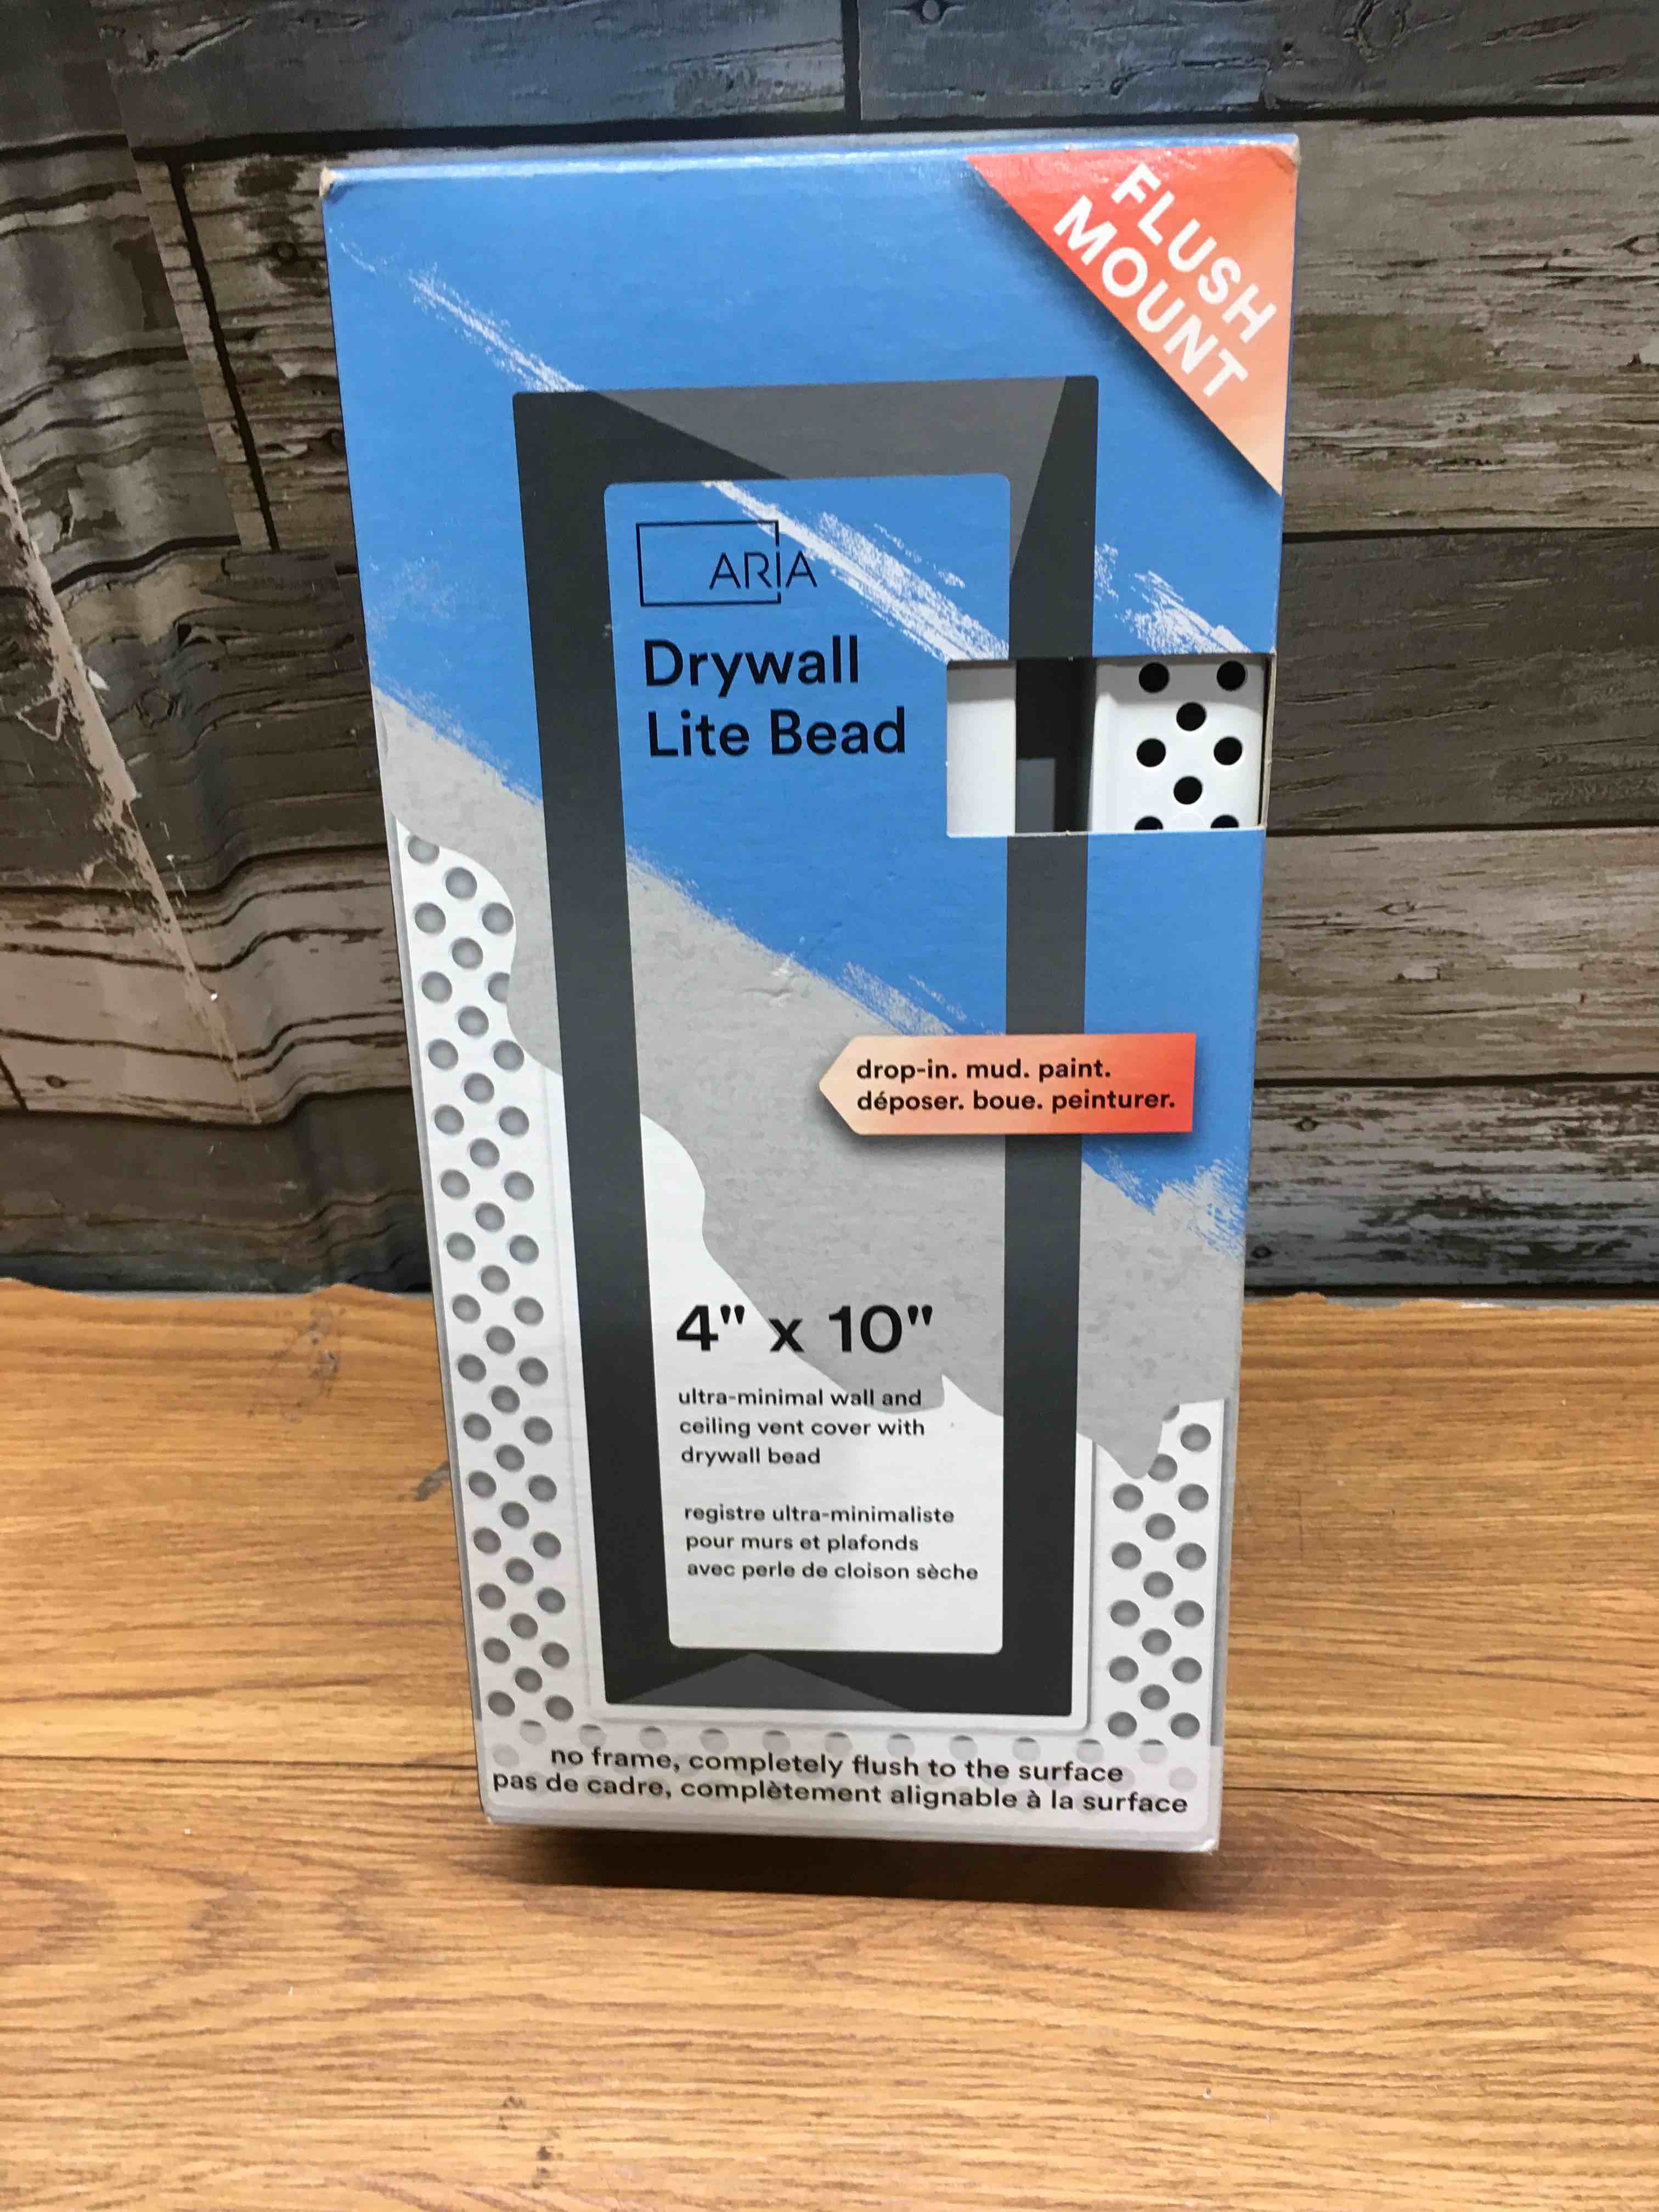 FLUSH
MOUNT
ARIA
Drywall
Lite Bead
drop-in. mud. paint.
déposer. boue. peinturer.
4" x 10"
ultra-minimal wall and
ceiling vent cover with
drywall bead
registre ultra-minimaliste
pour murs et plafonds
avec perle de cloison sèche
no frame, completely flush to the surface
pas de cadre, complètement alignable à la surface